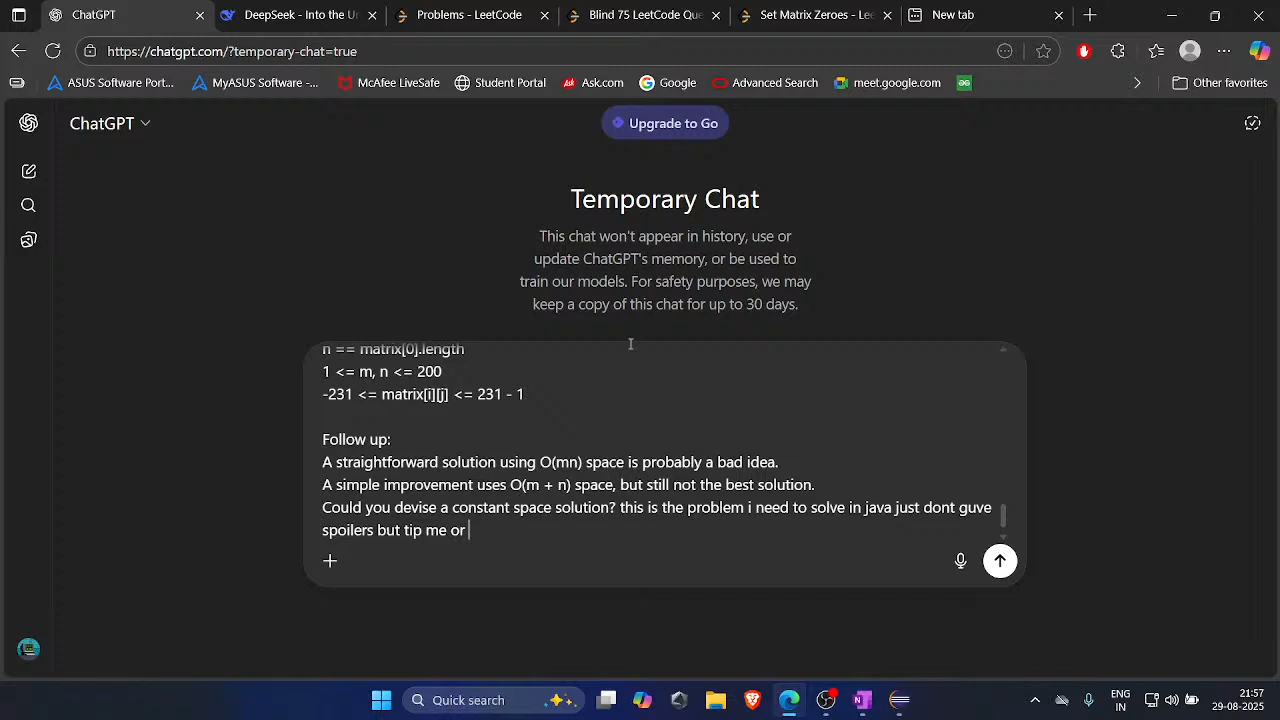 ChatGPT
DeepSeek - Into the Ur
Problems - LeetCode
Blind 75 LeetCode Que
Set Matrix Zeroes - Lee
New tab
https://chatgpt.com/?temporary-chat=true
ASUS Software Port...
MyASUS Software -...
McAfee LiveSafe
Student Portal
Ask
Ask.com
Google
Advanced Search
meet.google.com
Other favorites
ChatGPT
Upgrade to Go
Temporary Chat
This chat won't appear in history, use or
update ChatGPT's memory, or be used to
train our models. For safety purposes, we may
keep a copy of this chat for up to 30 days.
n == matrix[0].length
1 <= m, n <= 200
-231 <= matrix[i][j] <= 231 - 1
Follow up:
A straightforward solution using O(mn) space is probably a bad idea.
A simple improvement uses O(m + n) space, but still not the best solution.
Could you devise a constant space solution? this is the problem i need to solve in java just dont guve
spoilers but tip me or
Quick search
ENG
IN
21:57
29-08-2025